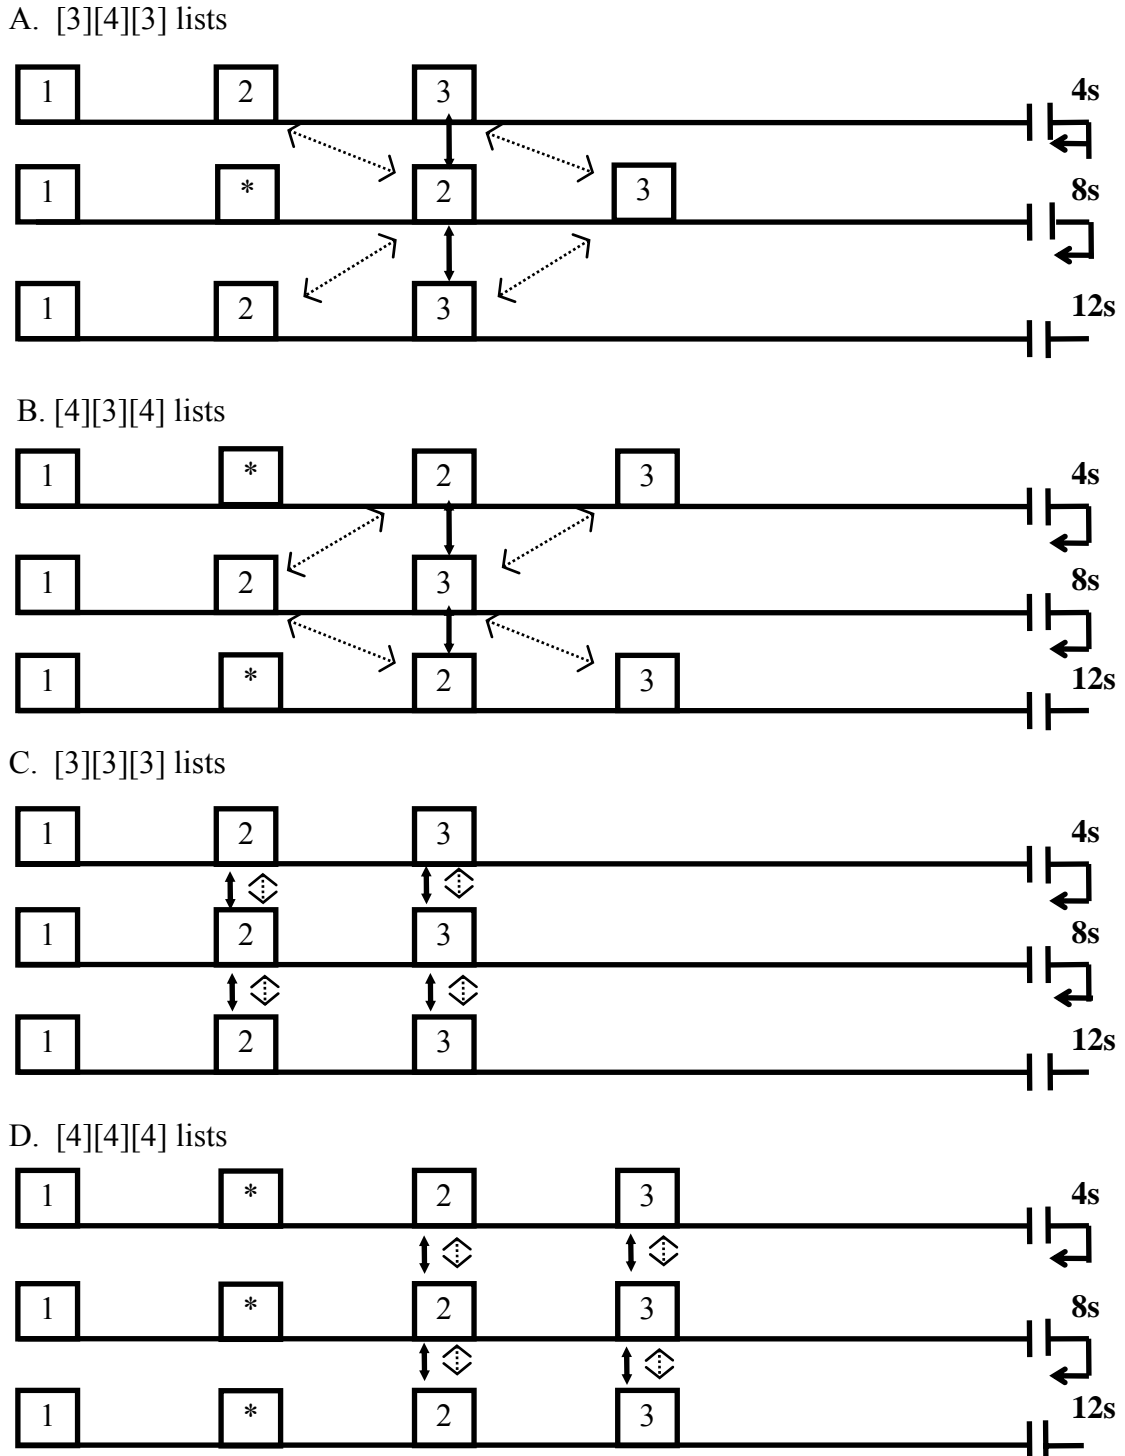 A. [3][4][3] lists
1 2 3 4s
1 * 2 3 8s
1 2 3 12s
B. [4][3][4] lists
1 * 2 3 4s
1 2 3 8s
1 * 2 3 12s
C. [3][3][3] lists
1 2 3 4s
1 2 3 8s
1 2 3 12s
D. [4][4][4] lists
1 * 2 3 4s
1 * 2 3 8s
1 * 2 3 12s